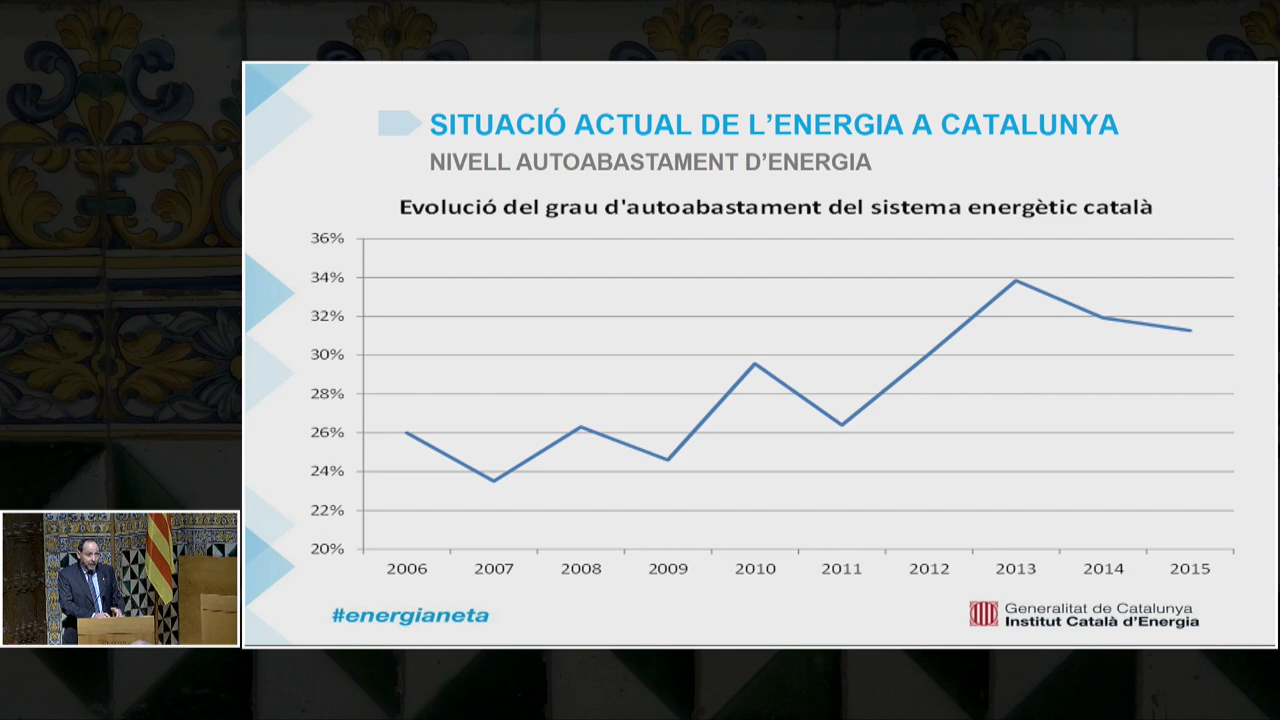 SITUACIÓ ACTUAL DE L'ENERGIA A CATALUNYA
NIVELL AUTOABASTAMENT D'ENERGIA
Evolució del grau d'autoabastament del sistema energètic català
36%
34%
32%
30%
28%
26%
24%
22%
20%
2006 2007 2008 2009 2010 2011 2012 2013 2014 2015
#energianeta
Generalitat de Catalunya
Institut Català d'Energia